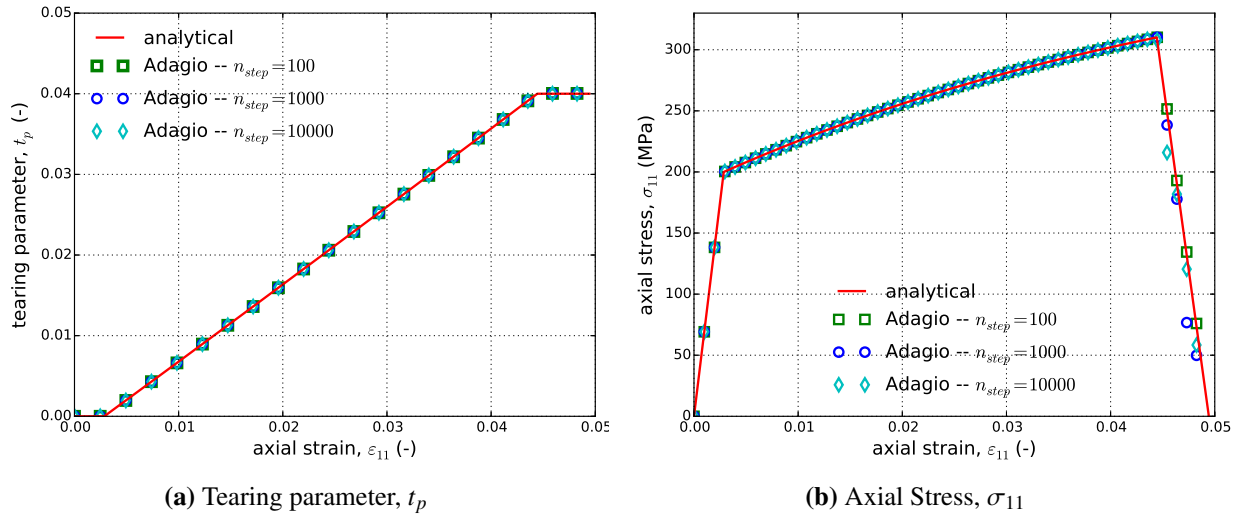 0.05
0.04
0.03
0.02
0.01
0.00
tearing parameter, t_p (-)
analytical
Adagio -- n_step=100
Adagio -- n_step=1000
Adagio -- n_step=10000
0.00 0.01 0.02 0.03 0.04 0.05
axial strain, ε11 (-)
(a) Tearing parameter, t_p
300
250
200
150
100
50
0
axial stress, σ11 (MPa)
analytical
Adagio -- n_step=100
Adagio -- n_step=1000
Adagio -- n_step=10000
0.00 0.01 0.02 0.03 0.04 0.05
axial strain, ε11 (-)
(b) Axial Stress, σ11